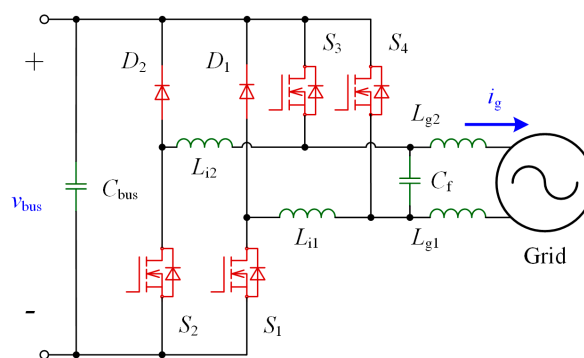 S3
S4
+
D2
D1
Lg2
ig
Li2
Cbus
Cf
vbus
Li1
Lg1
Grid
-
S2
S1